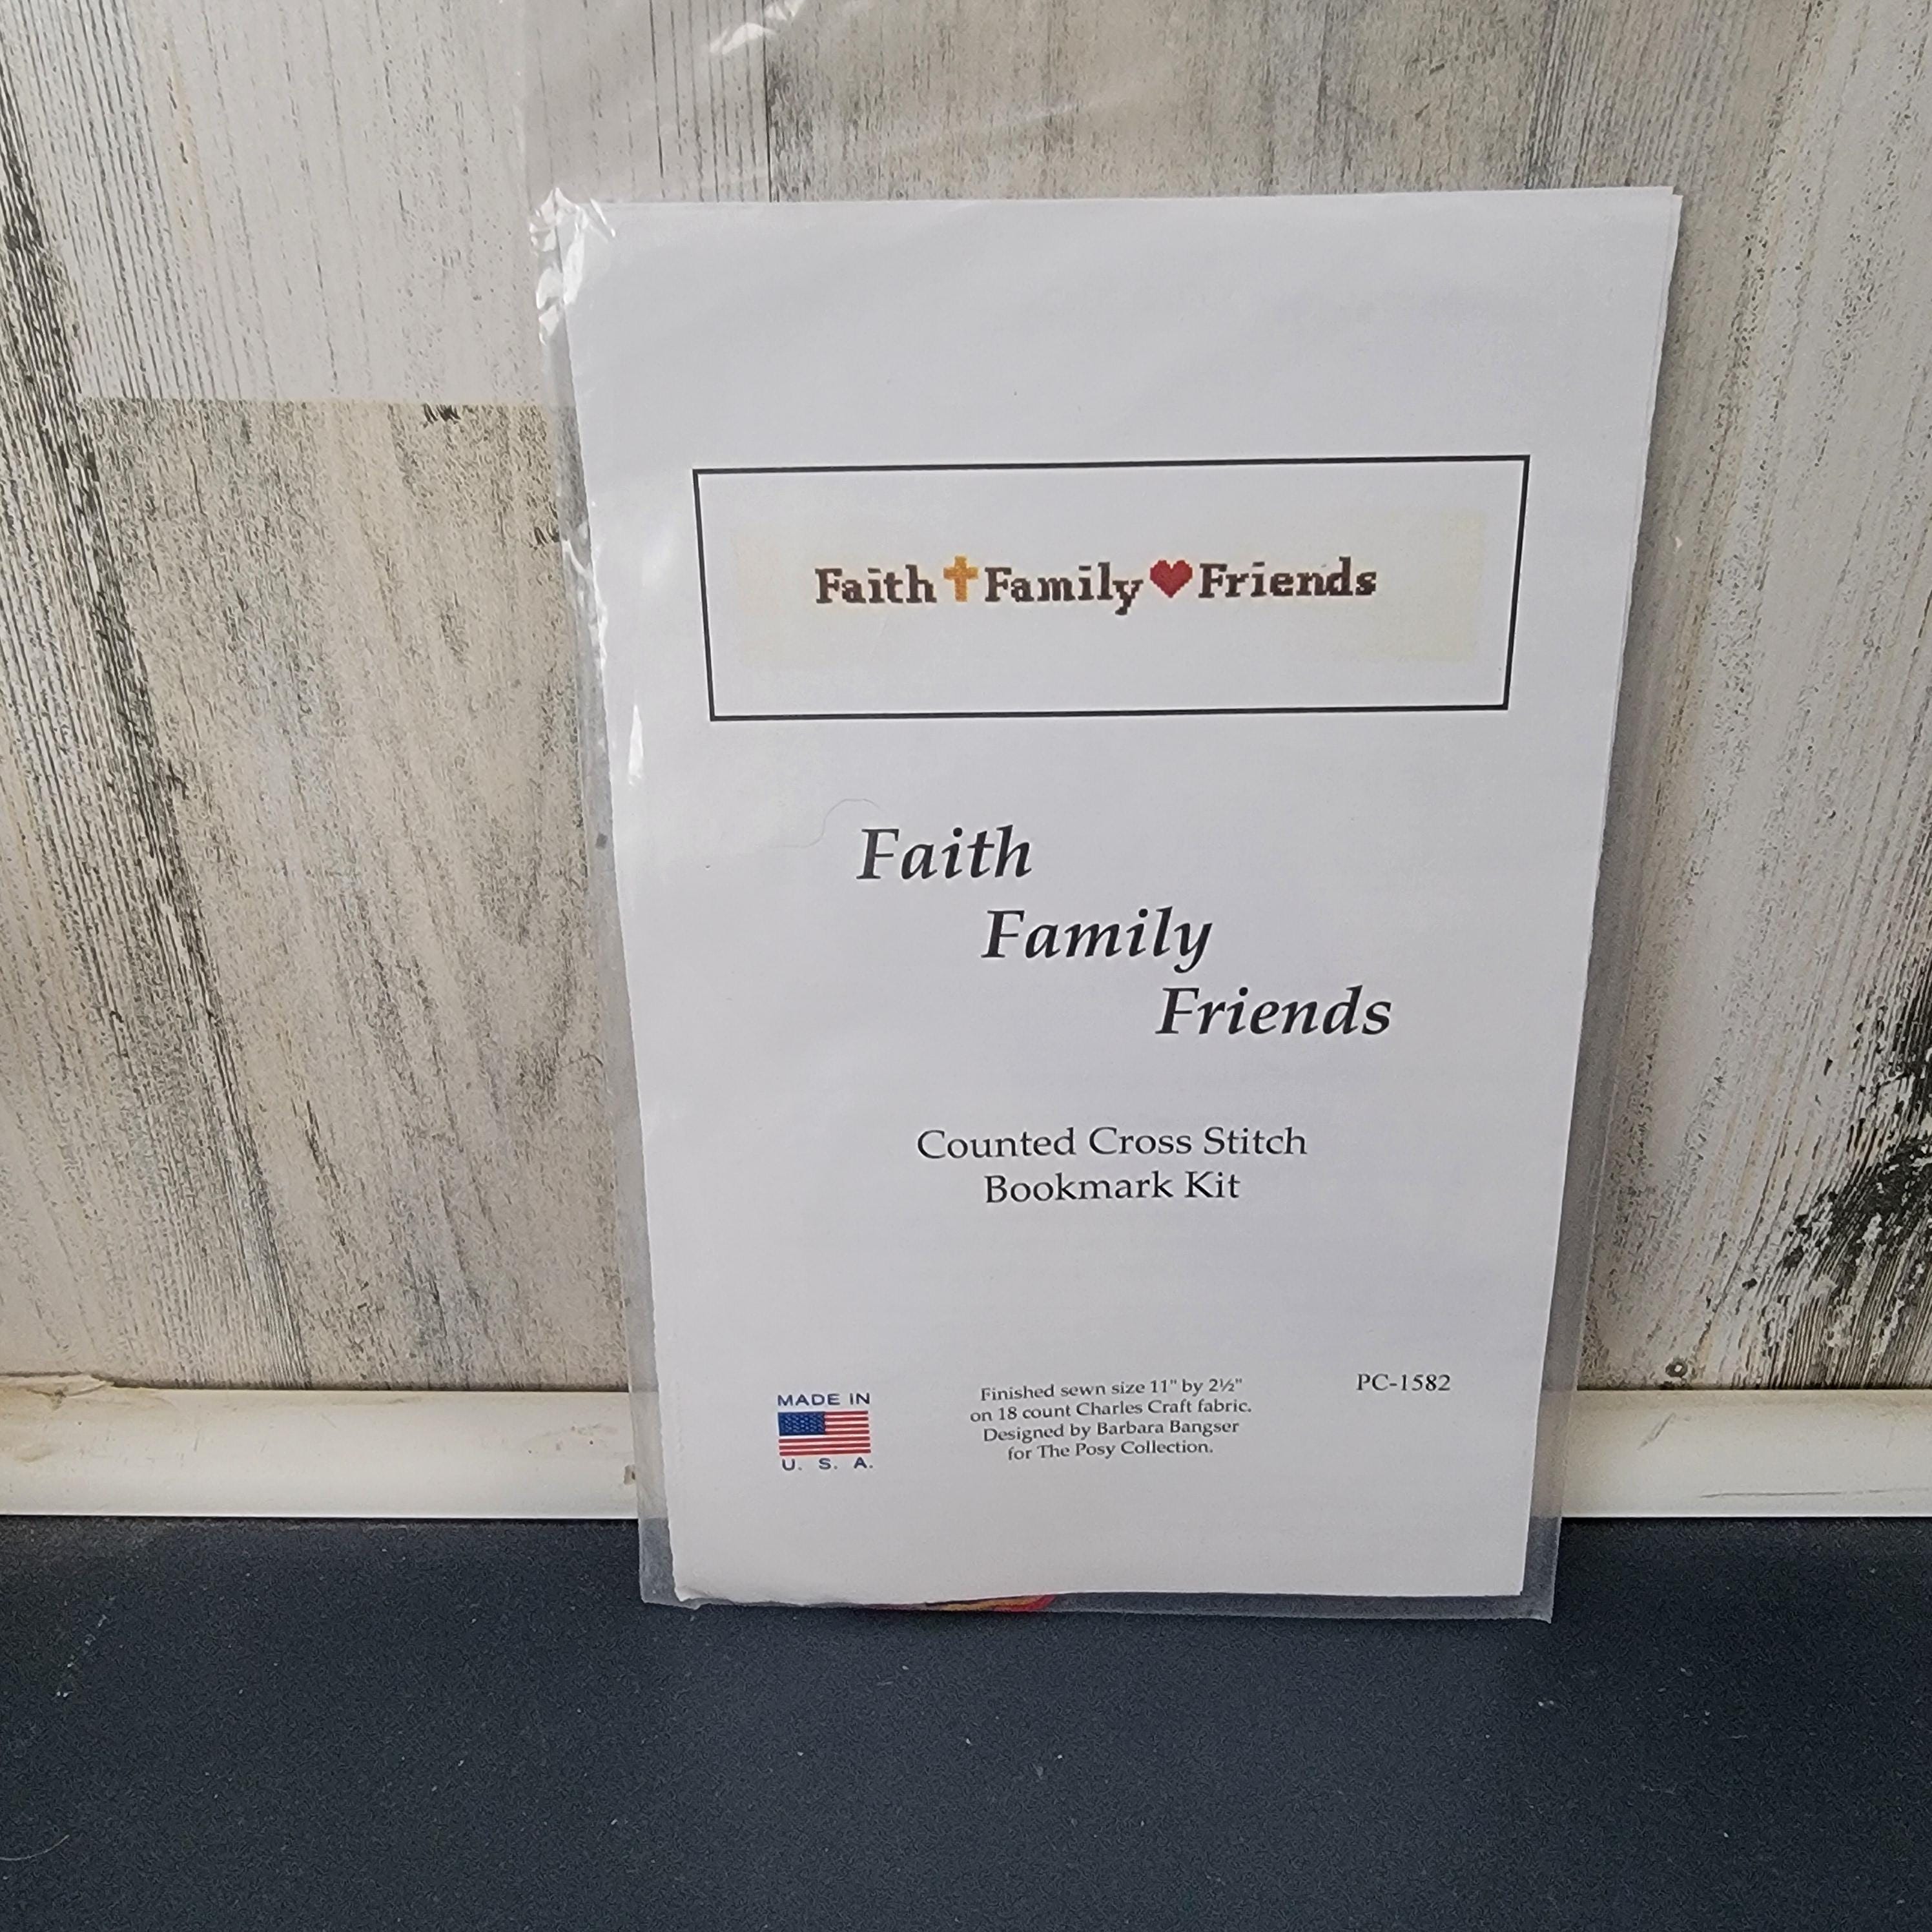 Faith Family Friends
Faith
Family
Friends
Counted Cross Stitch
Bookmark Kit
MADE IN
U. S. A.
Finished sewn size 11" by 2½"
on 18 count Charles Craft fabric.
Designed by Barbara Bangser
for The Posy Collection.
PC-1582